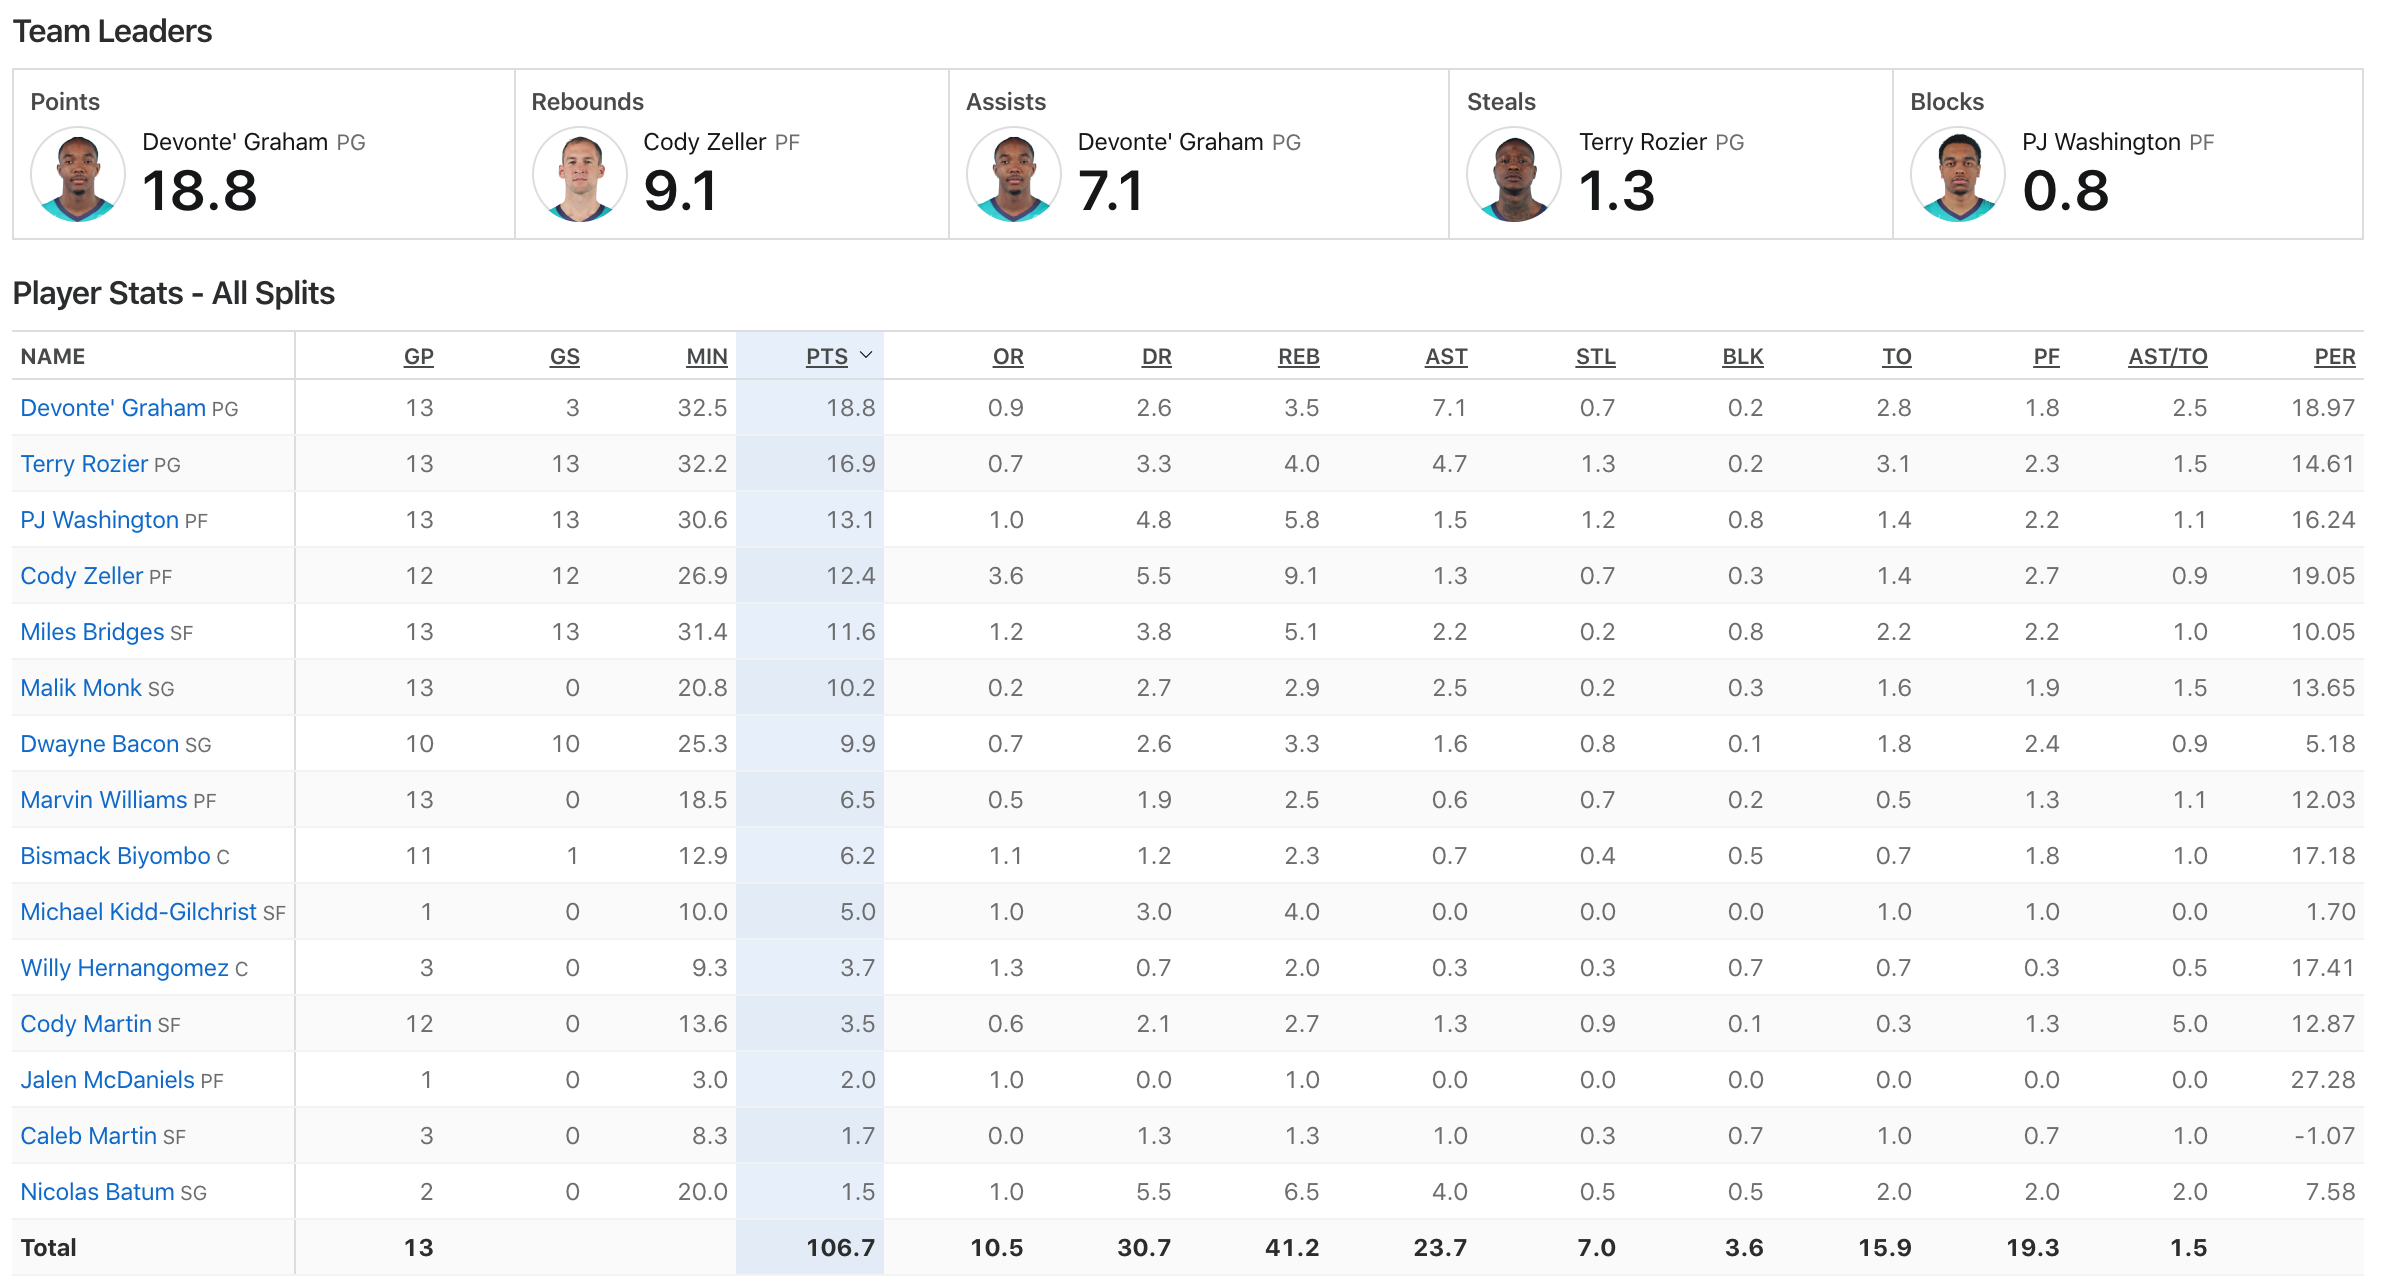 Team Leaders
Points Rebounds Assists Steals Blocks
Devonte' Graham PG Cody Zeller PF Devonte' Graham PG Terry Rozier PG PJ Washington PF
18.8 9.1 7.1 1.3 0.8
Player Stats - All Splits
NAME GP GS MIN PTS OR DR REB AST STL BLK TO PF AST/TO PER
Devonte' Graham PG 13 3 32.5 18.8 0.9 2.6 3.5 7.1 0.7 0.2 2.8 1.8 2.5 18.97
Terry Rozier PG 13 13 32.2 16.9 0.7 3.3 4.0 4.7 1.3 0.2 3.1 2.3 1.5 14.61
PJ Washington PF 13 13 30.6 13.1 1.0 4.8 5.8 1.5 1.2 0.8 1.4 2.2 1.1 16.24
Cody Zeller PF 12 12 26.9 12.4 3.6 5.5 9.1 1.3 0.7 0.3 1.4 2.7 0.9 19.05
Miles Bridges SF 13 13 31.4 11.6 1.2 3.8 5.1 2.2 0.2 0.8 2.2 2.2 1.0 10.05
Malik Monk SG 13 0 20.8 10.2 0.2 2.7 2.9 2.5 0.2 0.3 1.6 1.9 1.5 13.65
Dwayne Bacon SG 10 10 25.3 9.9 0.7 2.6 3.3 1.6 0.8 0.1 1.8 2.4 0.9 5.18
Marvin Williams PF 13 0 18.5 6.5 0.5 1.9 2.5 0.6 0.7 0.2 0.5 1.3 1.1 12.03
Bismack Biyombo C 11 1 12.9 6.2 1.1 1.2 2.3 0.7 0.4 0.5 0.7 1.8 1.0 17.18
Michael Kidd-Gilchrist SF 1 0 10.0 5.0 1.0 3.0 4.0 0.0 0.0 0.0 1.0 1.0 0.0 1.70
Willy Hernangomez C 3 0 9.3 3.7 1.3 0.7 2.0 0.3 0.3 0.7 0.7 0.3 0.5 17.41
Cody Martin SF 12 0 13.6 3.5 0.6 2.1 2.7 1.3 0.9 0.1 0.3 1.3 5.0 12.87
Jalen McDaniels PF 1 0 3.0 2.0 1.0 0.0 1.0 0.0 0.0 0.0 0.0 0.0 0.0 27.28
Caleb Martin SF 3 0 8.3 1.7 0.0 1.3 1.3 1.0 0.3 0.7 1.0 0.7 1.0 -1.07
Nicolas Batum SG 2 0 20.0 1.5 1.0 5.5 6.5 4.0 0.5 0.5 2.0 2.0 2.0 7.58
Total 13 106.7 10.5 30.7 41.2 23.7 7.0 3.6 15.9 19.3 1.5